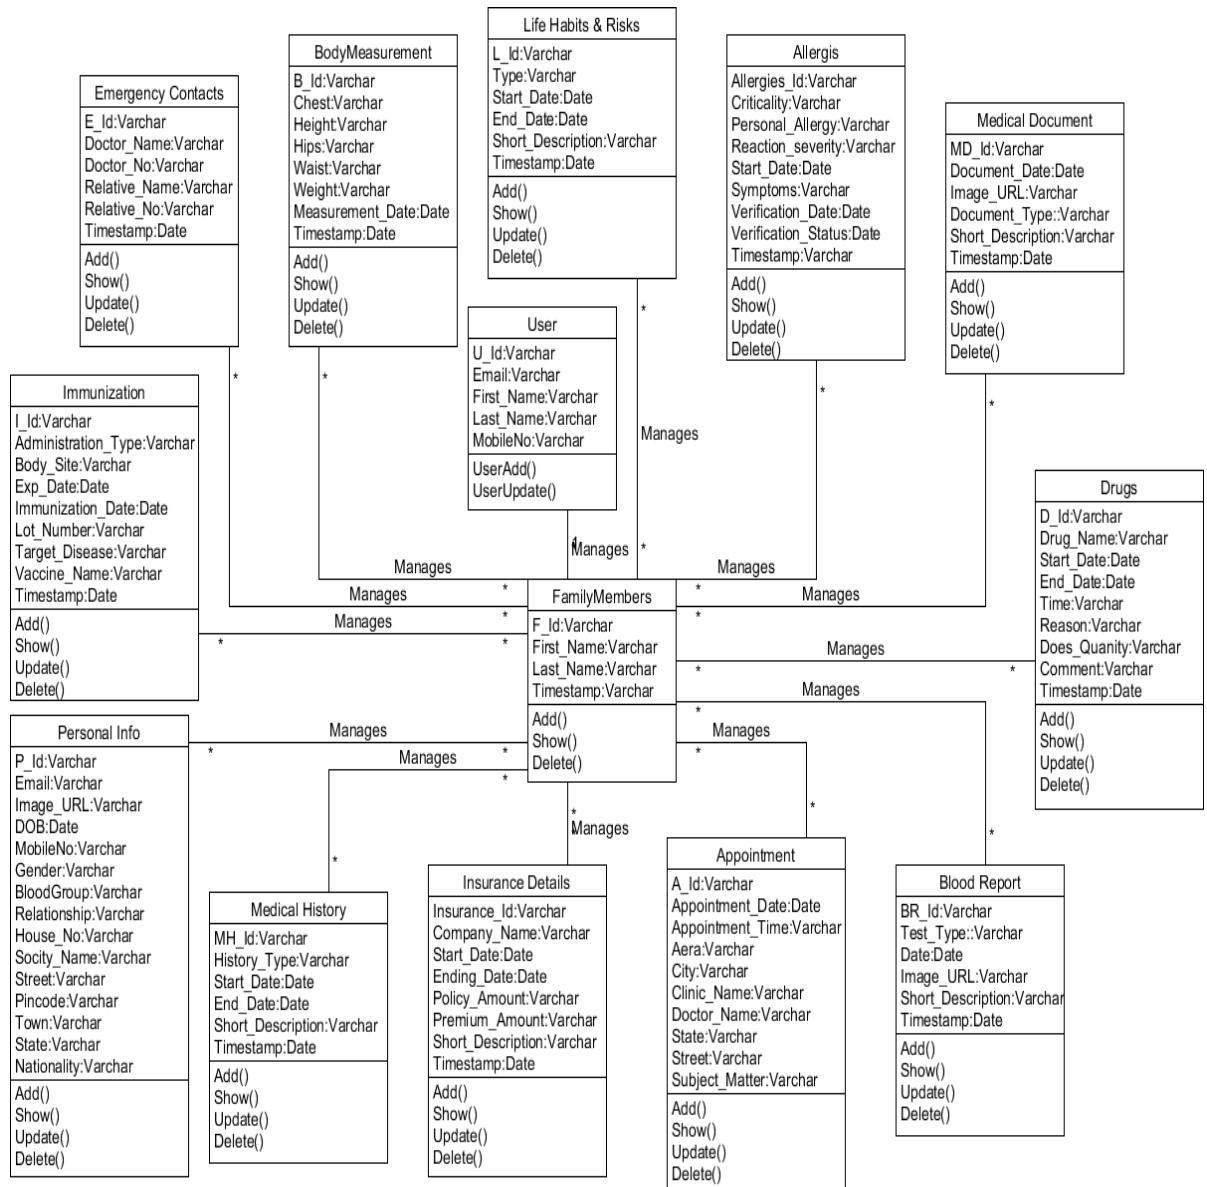 Life Habits & Risks
L_Id:Varchar
Type:Varchar
Start_Date:Date
End_Date:Date
Short_Description:Varchar
Timestamp:Date
Add()
Show()
Update()
Delete()
*
Manages
*
BodyMeasurement
B_Id:Varchar
Chest:Varchar
Height:Varchar
Hips:Varchar
Waist:Varchar
Weight:Varchar
Measurement_Date:Date
Timestamp:Date
Add()
Show()
Update()
Delete()
*
Manages
*
Allergis
Allergies_Id:Varchar
Criticality:Varchar
Personal_Allergy:Varchar
Reaction_severity:Varchar
Start_Date:Date
Symptoms:Varchar
Verification_Date:Date
Verification_Status:Date
Timestamp:Varchar
Add()
Show()
Update()
Delete()
*
Manages
*
Emergency Contacts
E_Id:Varchar
Doctor_Name:Varchar
Doctor_No:Varchar
Relative_Name:Varchar
Relative_No:Varchar
Timestamp:Date
Add()
Show()
Update()
Delete()
*
Manages
Medical Document
MD_Id:Varchar
Document_Date:Date
Image_URL:Varchar
Document_Type::Varchar
Short_Description:Varchar
Timestamp:Date
Add()
Show()
Update()
Delete()
*
Manages
*
User
U_Id:Varchar
Email:Varchar
First_Name:Varchar
Last_Name:Varchar
MobileNo:Varchar
UserAdd()
UserUpdate()
Manages
Immunization
I_Id:Varchar
Administration_Type:Varchar
Body_Site:Varchar
Exp_Date:Date
Immunization_Date:Date
Lot_Number:Varchar
Target_Disease:Varchar
Vaccine_Name:Varchar
Timestamp:Date
Add()
Show()
Update()
Delete()
*
Manages
*
*
FamilyMembers
F_Id:Varchar
First_Name:Varchar
Last_Name:Varchar
Timestamp:Varchar
Add()
Show()
Delete()
Drugs
D_Id:Varchar
Drug_Name:Varchar
Start_Date:Date
End_Date:Date
Time:Varchar
Reason:Varchar
Does_Quanity:Varchar
Comment:Varchar
Timestamp:Date
Add()
Show()
Update()
Delete()
*
Manages
*
Personal Info
P_Id:Varchar
Email:Varchar
Image_URL:Varchar
DOB:Date
MobileNo:Varchar
Gender:Varchar
BloodGroup:Varchar
Relationship:Varchar
House_No:Varchar
Socity_Name:Varchar
Street:Varchar
Pincode:Varchar
Town:Varchar
State:Varchar
Nationality:Varchar
Add()
Show()
Update()
Delete()
*
Manages
*
Medical History
MH_Id:Varchar
History_Type:Varchar
Start_Date:Date
End_Date:Date
Short_Description:Varchar
Timestamp:Date
Add()
Show()
Update()
Delete()
*
Manages
*
Insurance Details
Insurance_Id:Varchar
Company_Name:Varchar
Start_Date:Date
Ending_Date:Date
Policy_Amount:Varchar
Premium_Amount:Varchar
Short_Description:Varchar
Timestamp:Date
Add()
Show()
Update()
Delete()
*
Manages
Appointment
A_Id:Varchar
Appointment_Date:Date
Appointment_Time:Varchar
Aera:Varchar
City:Varchar
Clinic_Name:Varchar
Doctor_Name:Varchar
State:Varchar
Street:Varchar
Subject_Matter:Varchar
Add()
Show()
Update()
Delete()
*
Manages
*
Blood Report
BR_Id:Varchar
Test_Type::Varchar
Date:Date
Image_URL:Varchar
Short_Description:Varchar
Timestamp:Date
Add()
Show()
Update()
Delete()
*
Manages
*